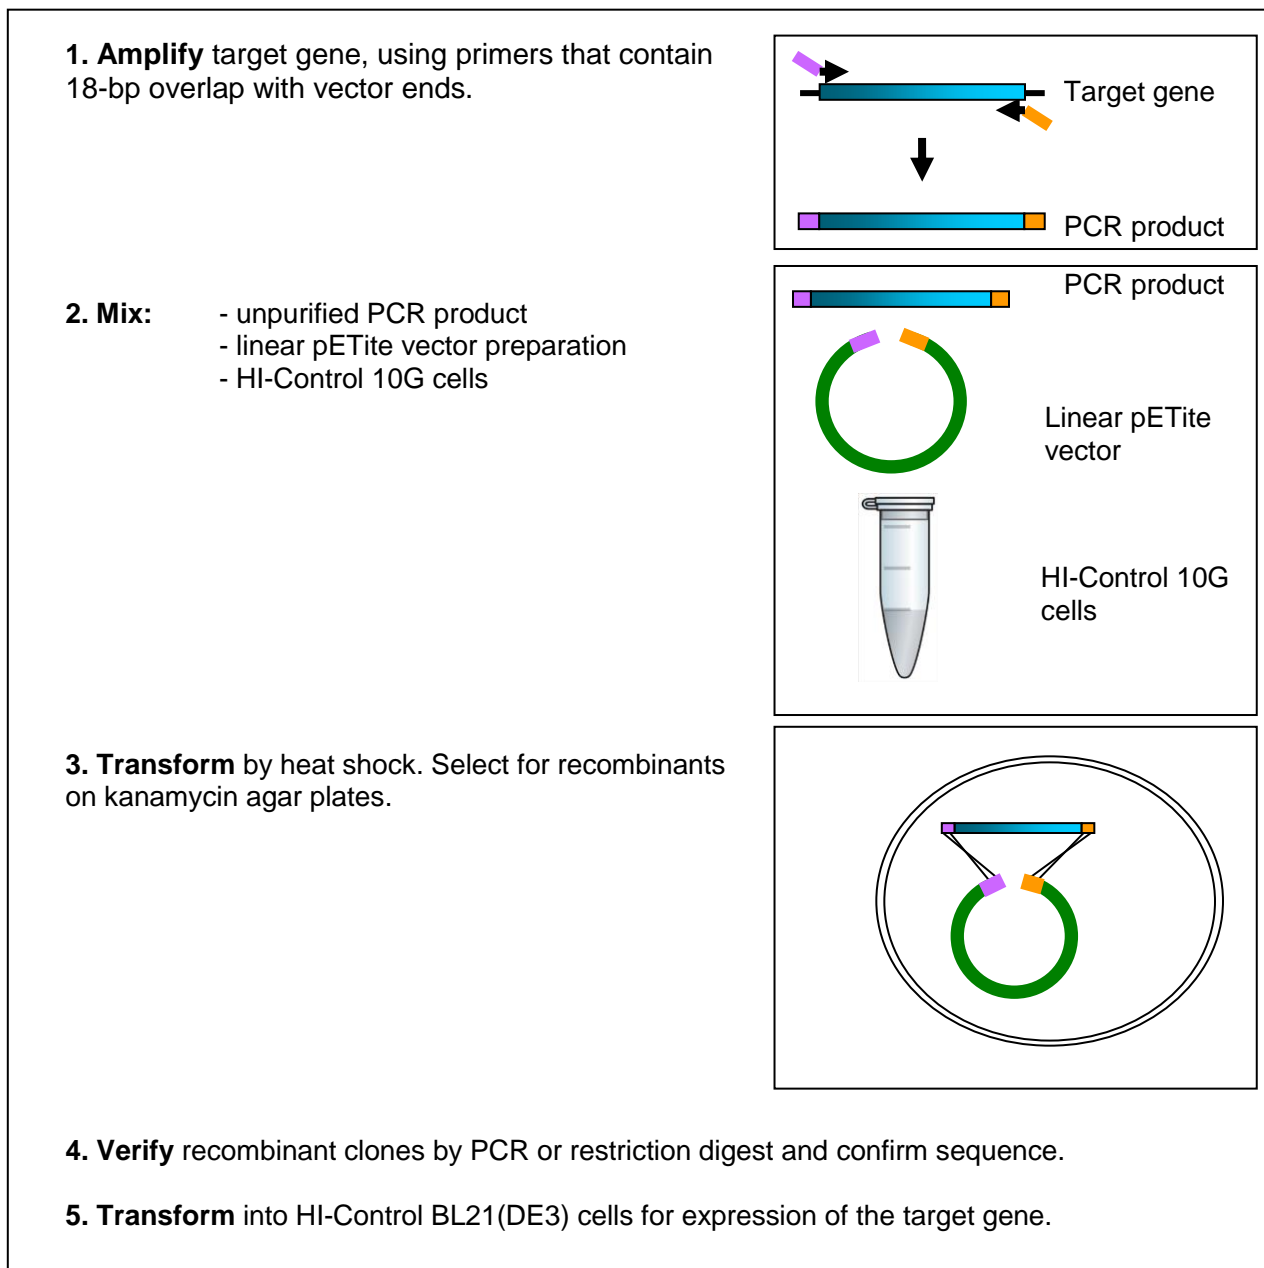 1. Amplify target gene, using primers that contain
18-bp overlap with vector ends.
Target gene
PCR product
2. Mix: - unpurified PCR product
- linear pETite vector preparation
- HI-Control 10G cells
PCR product
Linear pETite
vector
HI-Control 10G
cells
3. Transform by heat shock. Select for recombinants
on kanamycin agar plates.
4. Verify recombinant clones by PCR or restriction digest and confirm sequence.
5. Transform into HI-Control BL21(DE3) cells for expression of the target gene.